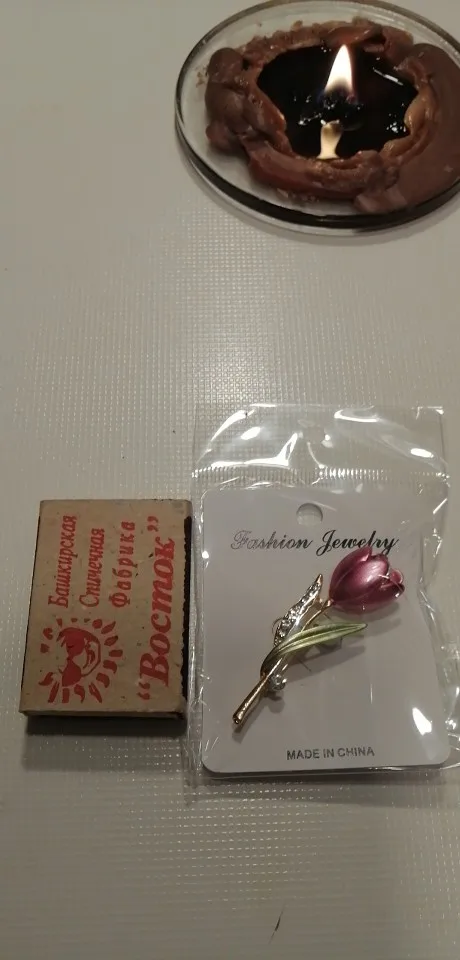 Башкирская
Спичечная
Фабрика
"Восток"
Fashion Jewelry
MADE IN CHINA